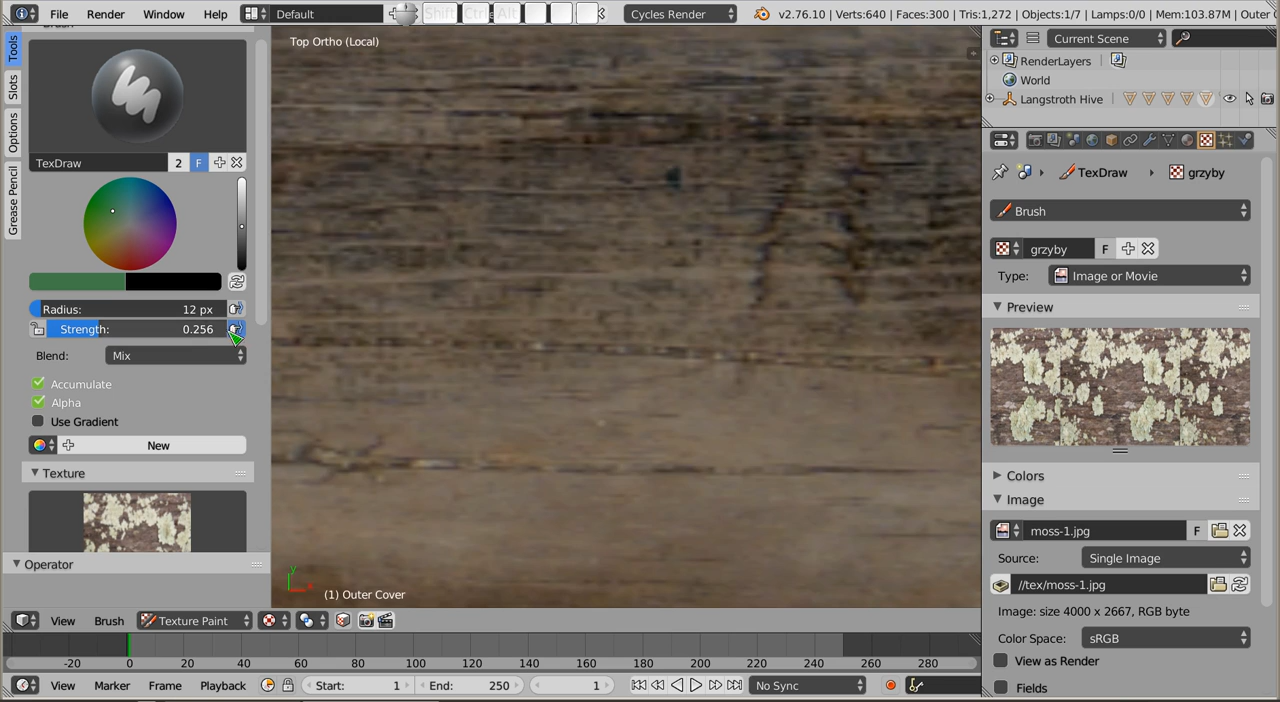 File Render Window Help Default Shift Ctrl Alt Cycles Render v2.76.10 | Verts:640 | Faces:300 | Tris:1,272 | Objects:1/7 | Lamps:0/0 | Mem:103.87M | Outer
Tools
Slots
Options
Grease Pencil
TexDraw 2 F
Radius: 12 px
Strength: 0.256
Blend: Mix
Accumulate
Alpha
Use Gradient
New
Texture
Operator
Top Ortho (Local)
y
(1) Outer Cover
View Brush Texture Paint
-20 0 20 40 60 80 100 120 140 160 180 200 220 240 260 280
View Marker Frame Playback Start: 1 End: 250 1 No Sync
Current Scene
RenderLayers
World
Langstroth Hive
TexDraw grzyby
Brush
grzyby F
Type: Image or Movie
Preview
Colors
Image
moss-1.jpg F
Source: Single Image
//tex/moss-1.jpg
Image: size 4000 x 2667, RGB byte
Color Space: sRGB
View as Render
Fields